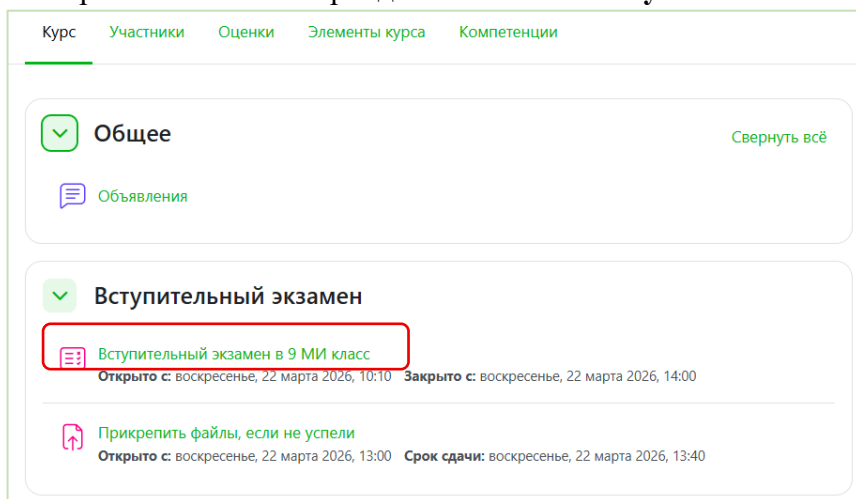 Курс Участники Оценки Элементы курса Компетенции
Общее
Свернуть всё
Объявления
Вступительный экзамен
Вступительный экзамен в 9 МИ класс
Открыто с: воскресенье, 22 марта 2026, 10:10 Закрыто с: воскресенье, 22 марта 2026, 14:00
Прикрепить файлы, если не успели
Открыто с: воскресенье, 22 марта 2026, 13:00 Срок сдачи: воскресенье, 22 марта 2026, 13:40